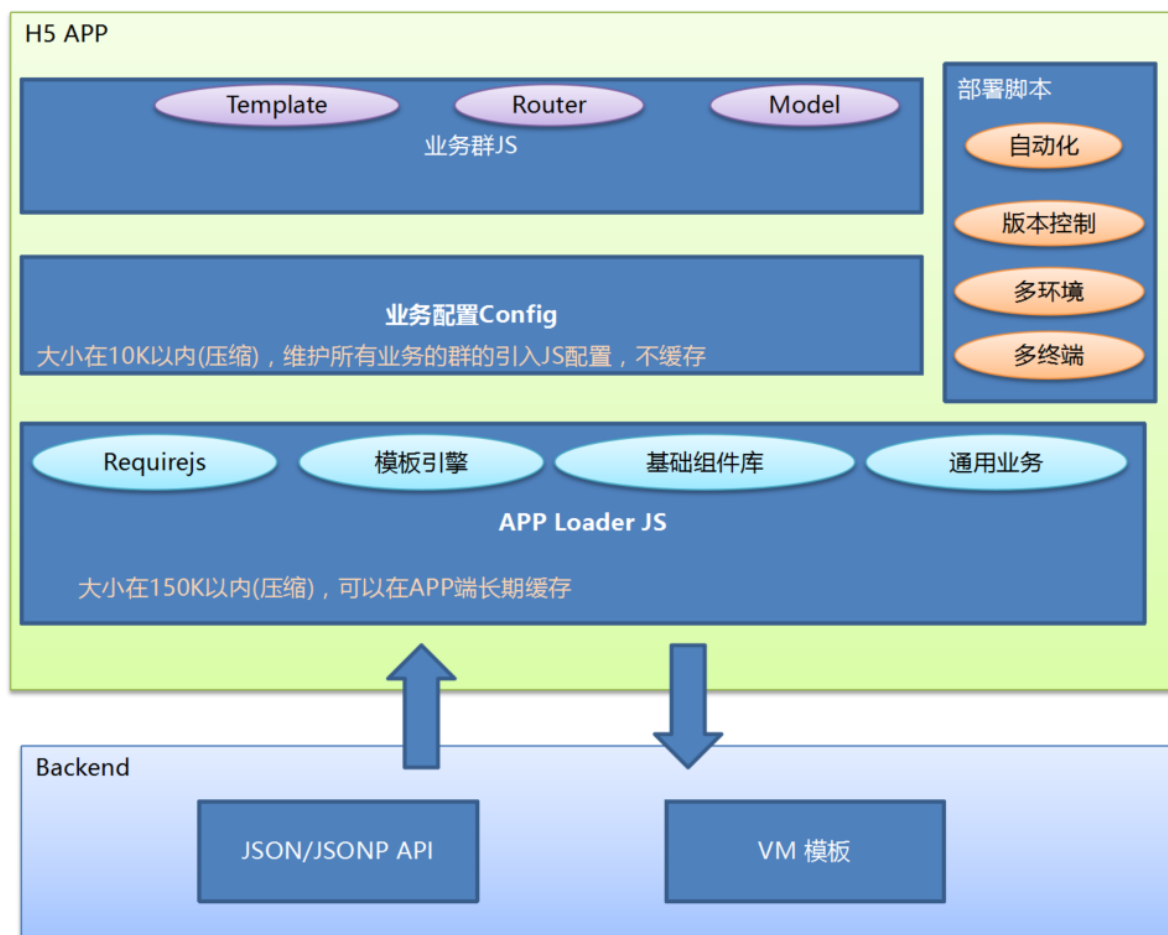 H5 APP
Template
Router
Model
业务群JS
部署脚本
自动化
版本控制
多环境
多终端
业务配置Config
大小在10K以内(压缩)，维护所有业务的群的引入JS配置，不缓存
Requirejs
模板引擎
基础组件库
通用业务
APP Loader JS
大小在150K以内(压缩)，可以在APP端长期缓存
Backend
JSON/JSONP API
VM 模板